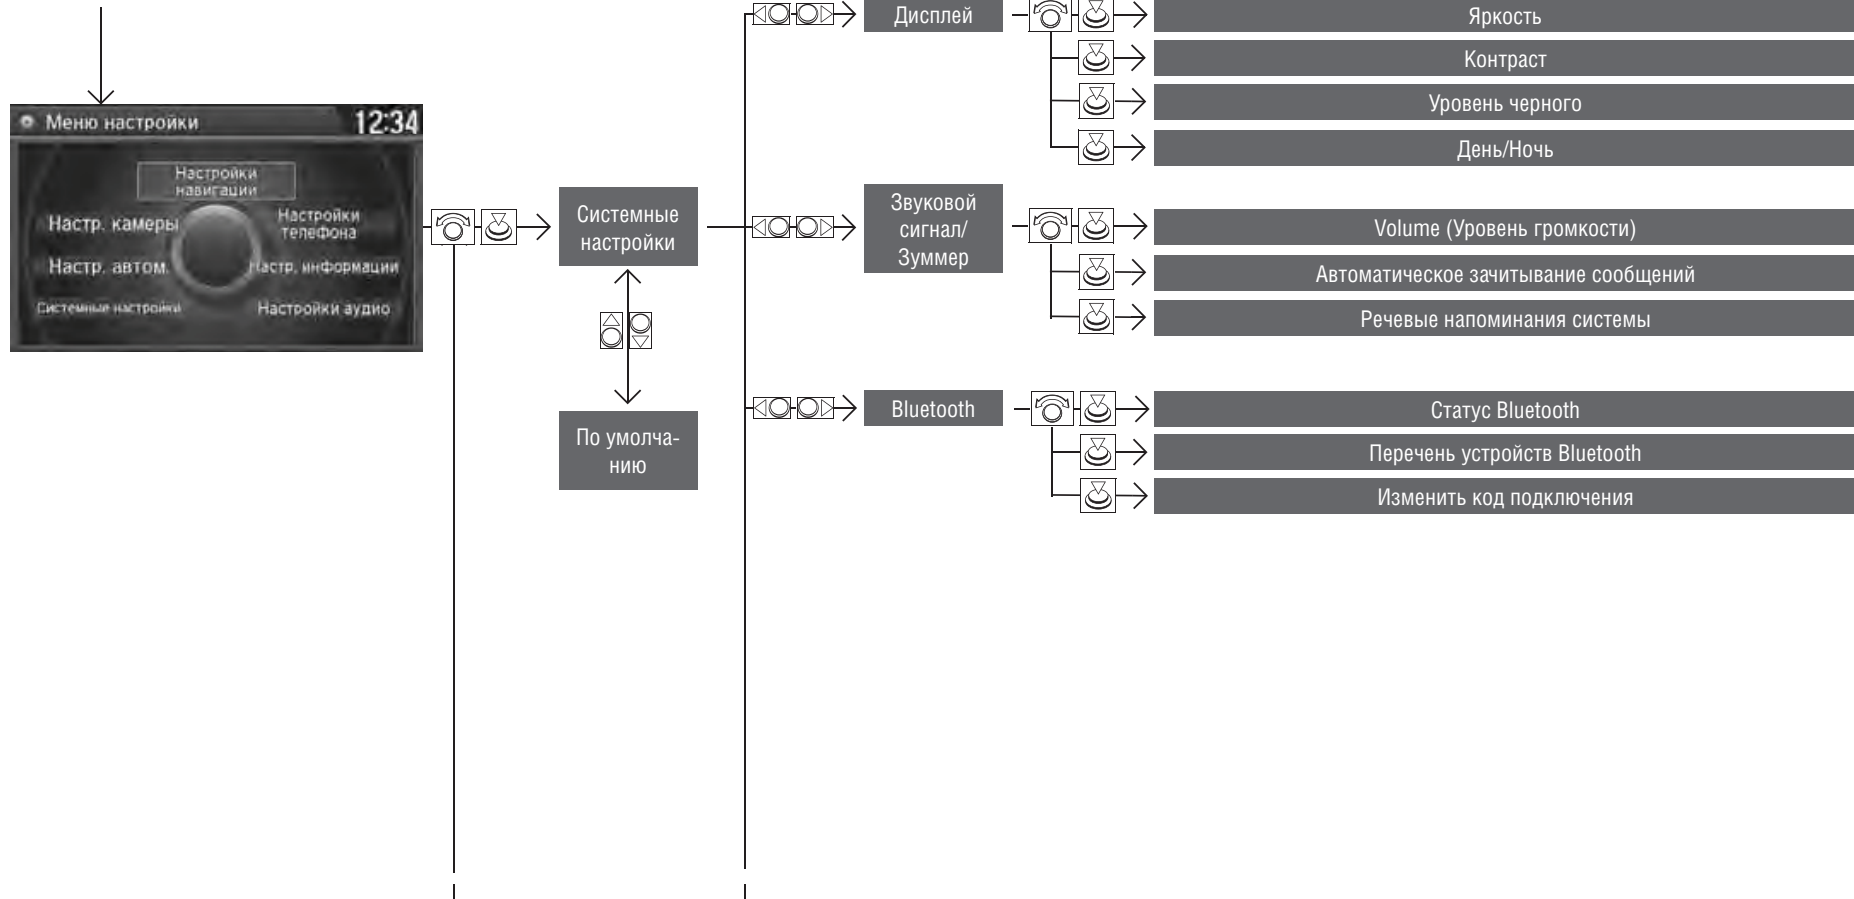 Меню настройки
12:34
Настройки
навигации
Настр. камеры
Настройки
телефона
Настр. автом.
Настр. информации
Системные настройки
Настройки аудио
Системные
настройки
По умолча-
нию
Дисплей
Яркость
Контраст
Уровень черного
День/Ночь
Звуковой
сигнал/
Зуммер
Volume (Уровень громкости)
Автоматическое зачитывание сообщений
Речевые напоминания системы
Bluetooth
Статус Bluetooth
Перечень устройств Bluetooth
Изменить код подключения